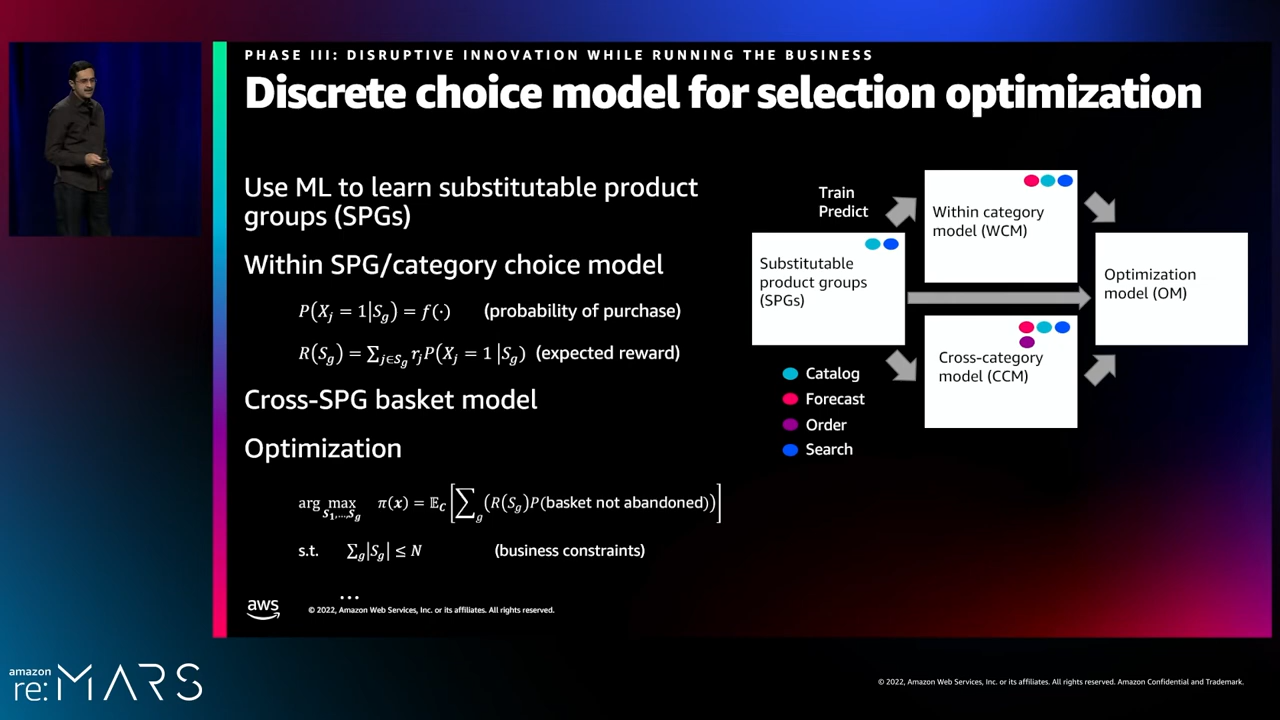 PHASE III: DISRUPTIVE INNOVATION WHILE RUNNING THE BUSINESS
Discrete choice model for selection optimization
Use ML to learn substitutable product
groups (SPGs)
Within SPG/category choice model
P(X_j = 1|S_g) = f(·) (probability of purchase)
R(S_g) = ∑_{j∈S_g} r_j P(X_j = 1 |S_g) (expected reward)
Cross-SPG basket model
Optimization
arg max_{S_1,…,S_g} π(x) = 𝔼_C [∑_g (R(S_g)P(basket not abandoned))]
s.t. ∑_g|S_g| ≤ N (business constraints)
…
Train
Predict
Substitutable
product groups
(SPGs)
Within category
model (WCM)
Cross-category
model (CCM)
Optimization
model (OM)
Catalog
Forecast
Order
Search
aws
© 2022, Amazon Web Services, Inc. or its affiliates. All rights reserved.
amazon
re:MARS
© 2022, Amazon Web Services, Inc. or its affiliates. All rights reserved. Amazon Confidential and Trademark.